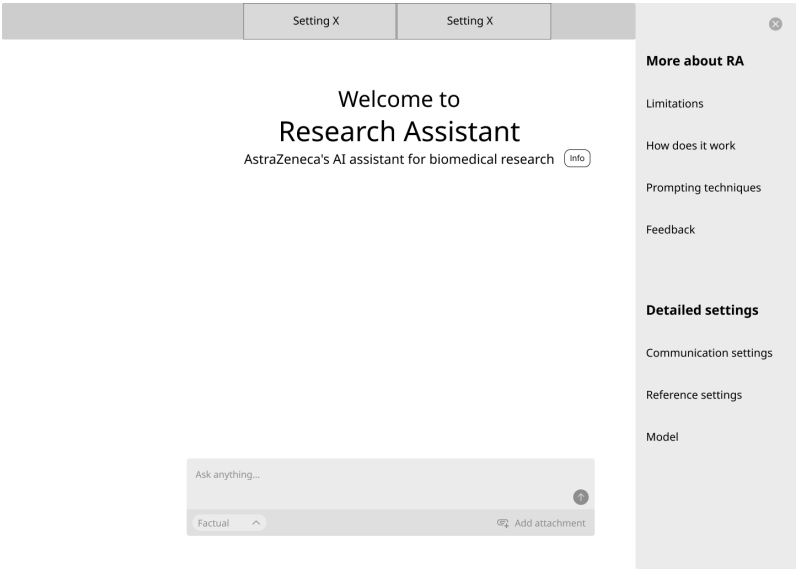 Setting X
Setting X
Welcome to
Research Assistant
AstraZeneca's AI assistant for biomedical research
Info
Ask anything...
Factual
Add attachment
More about RA
Limitations
How does it work
Prompting techniques
Feedback
Detailed settings
Communication settings
Reference settings
Model